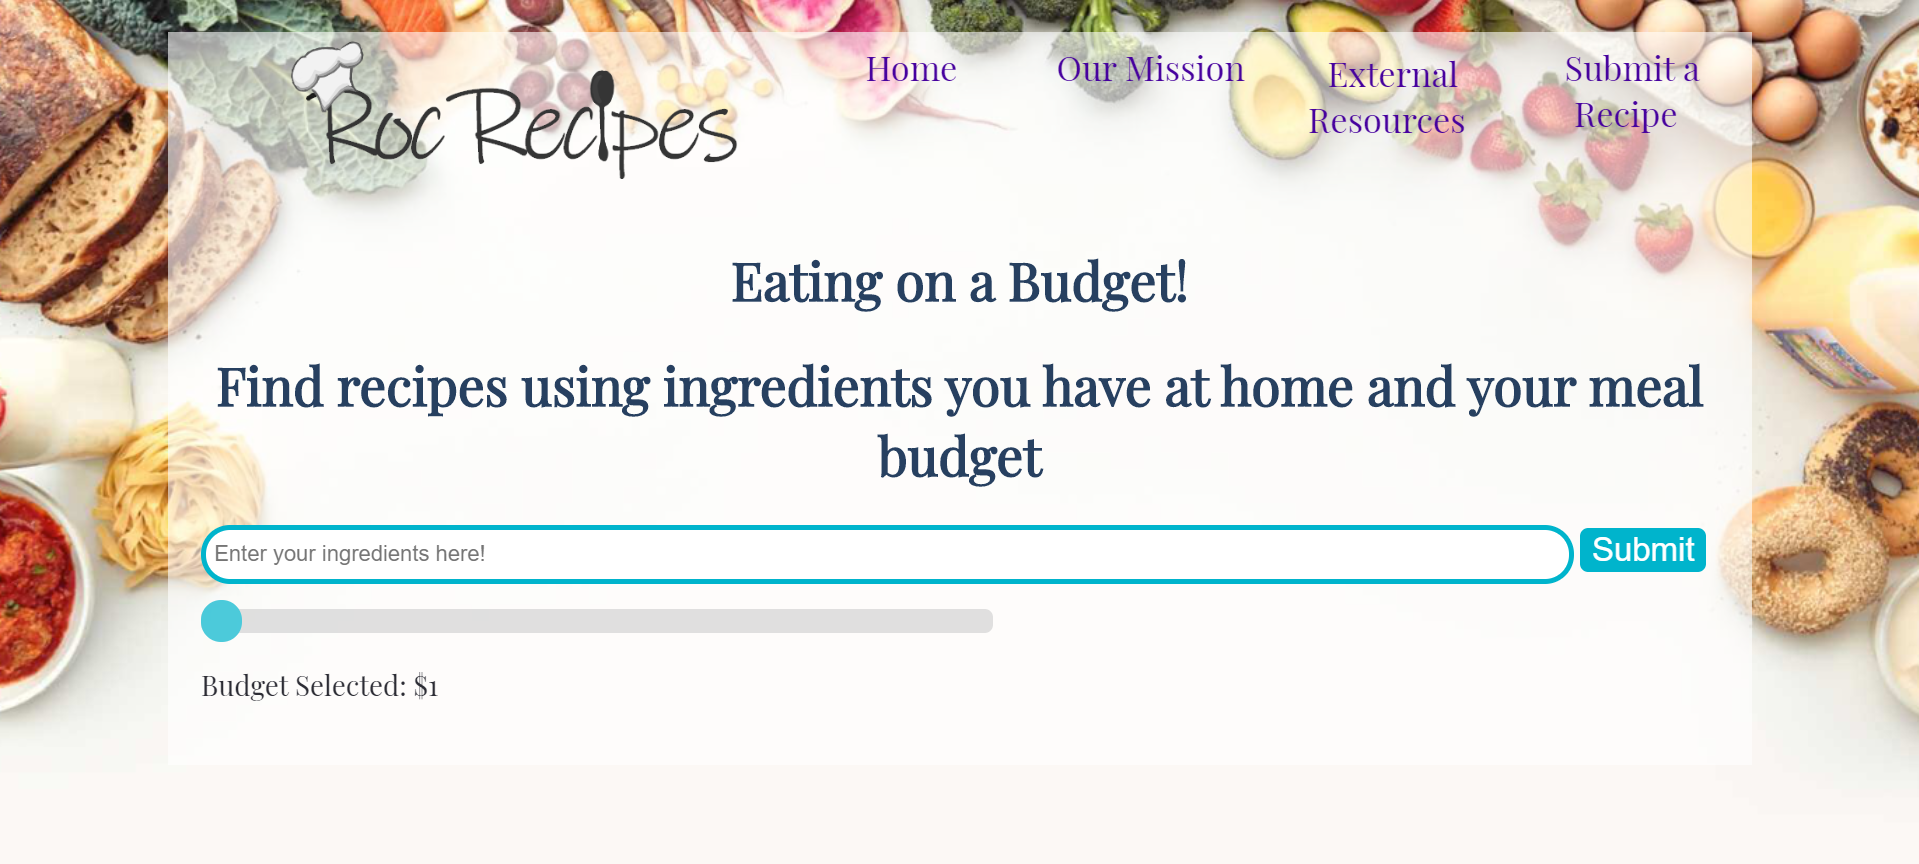 Roc Recipes
Home
Our Mission
External
Resources
Submit a
Recipe
Eating on a Budget!
Find recipes using ingredients you have at home and your meal
budget
Enter your ingredients here!
Submit
Budget Selected: $1